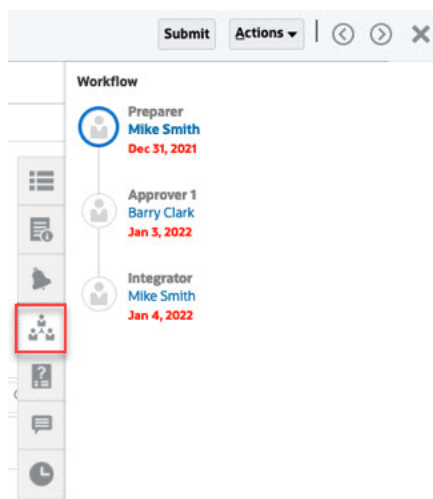 Submit Actions
Workflow
Preparer
Mike Smith
Dec 31, 2021
Approver 1
Barry Clark
Jan 3, 2022
Integrator
Mike Smith
Jan 4, 2022